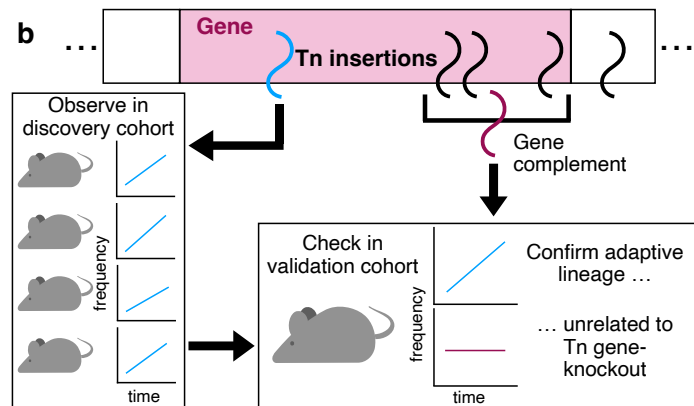 b
...
Gene
...
Tn insertions
Observe in
discovery cohort
frequency
time
Gene
complement
Check in
validation cohort
frequency
time
Confirm adaptive
lineage ...
... unrelated to
Tn gene-
knockout